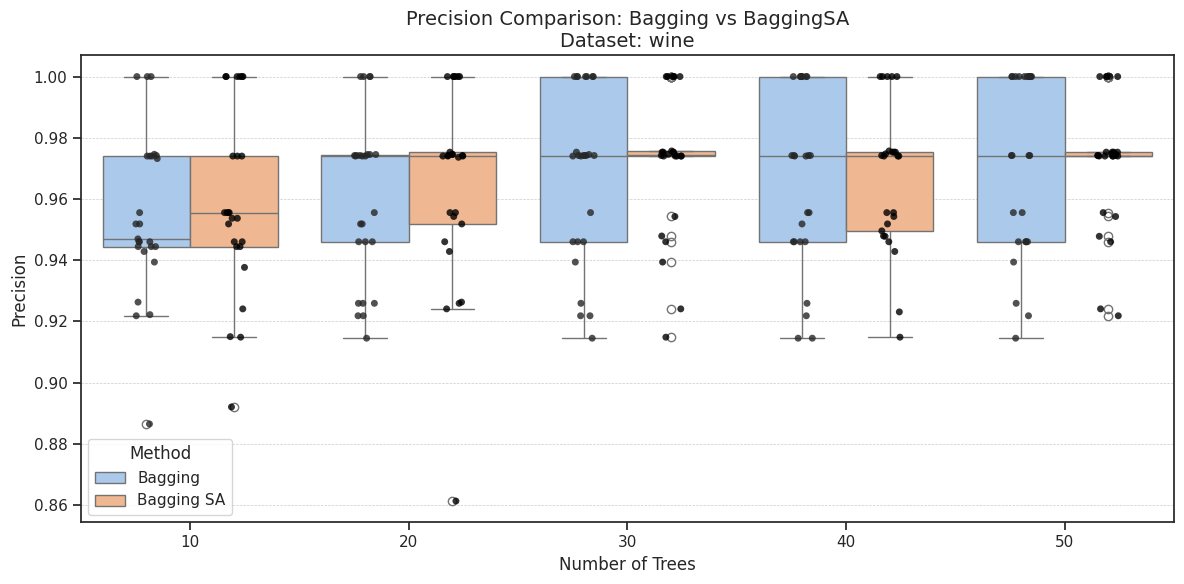 Precision Comparison: Bagging vs BaggingSA
Dataset: wine
Precision
1.00
0.98
0.96
0.94
0.92
0.90
0.88
0.86
Method
Bagging
Bagging SA
10
20
30
40
50
Number of Trees